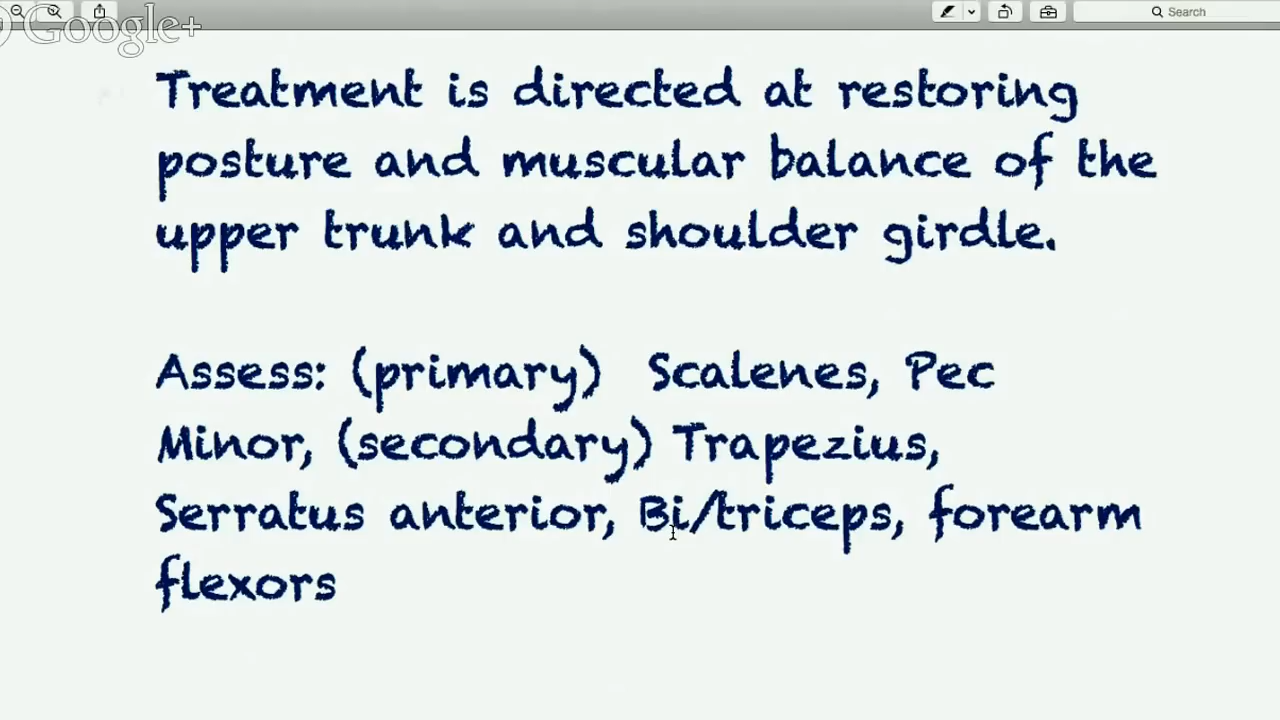 Google+
Search
Treatment is directed at restoring
posture and muscular balance of the
upper trunk and shoulder girdle.
Assess: (primary) Scalenes, Pec
Minor, (secondary) Trapezius,
Serratus anterior, Bi/triceps, forearm
flexors